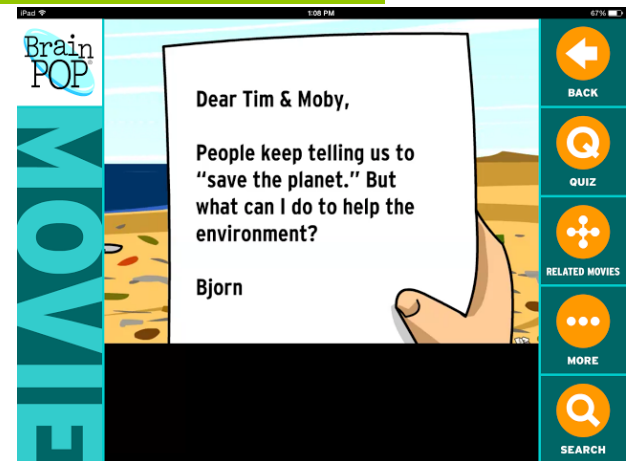 iPad 1:08 PM 67%
Brain
POP
MOVIE
Dear Tim & Moby,
People keep telling us to
“save the planet.” But
what can I do to help the
environment?
Bjorn
BACK
Q
QUIZ
RELATED MOVIES
MORE
SEARCH